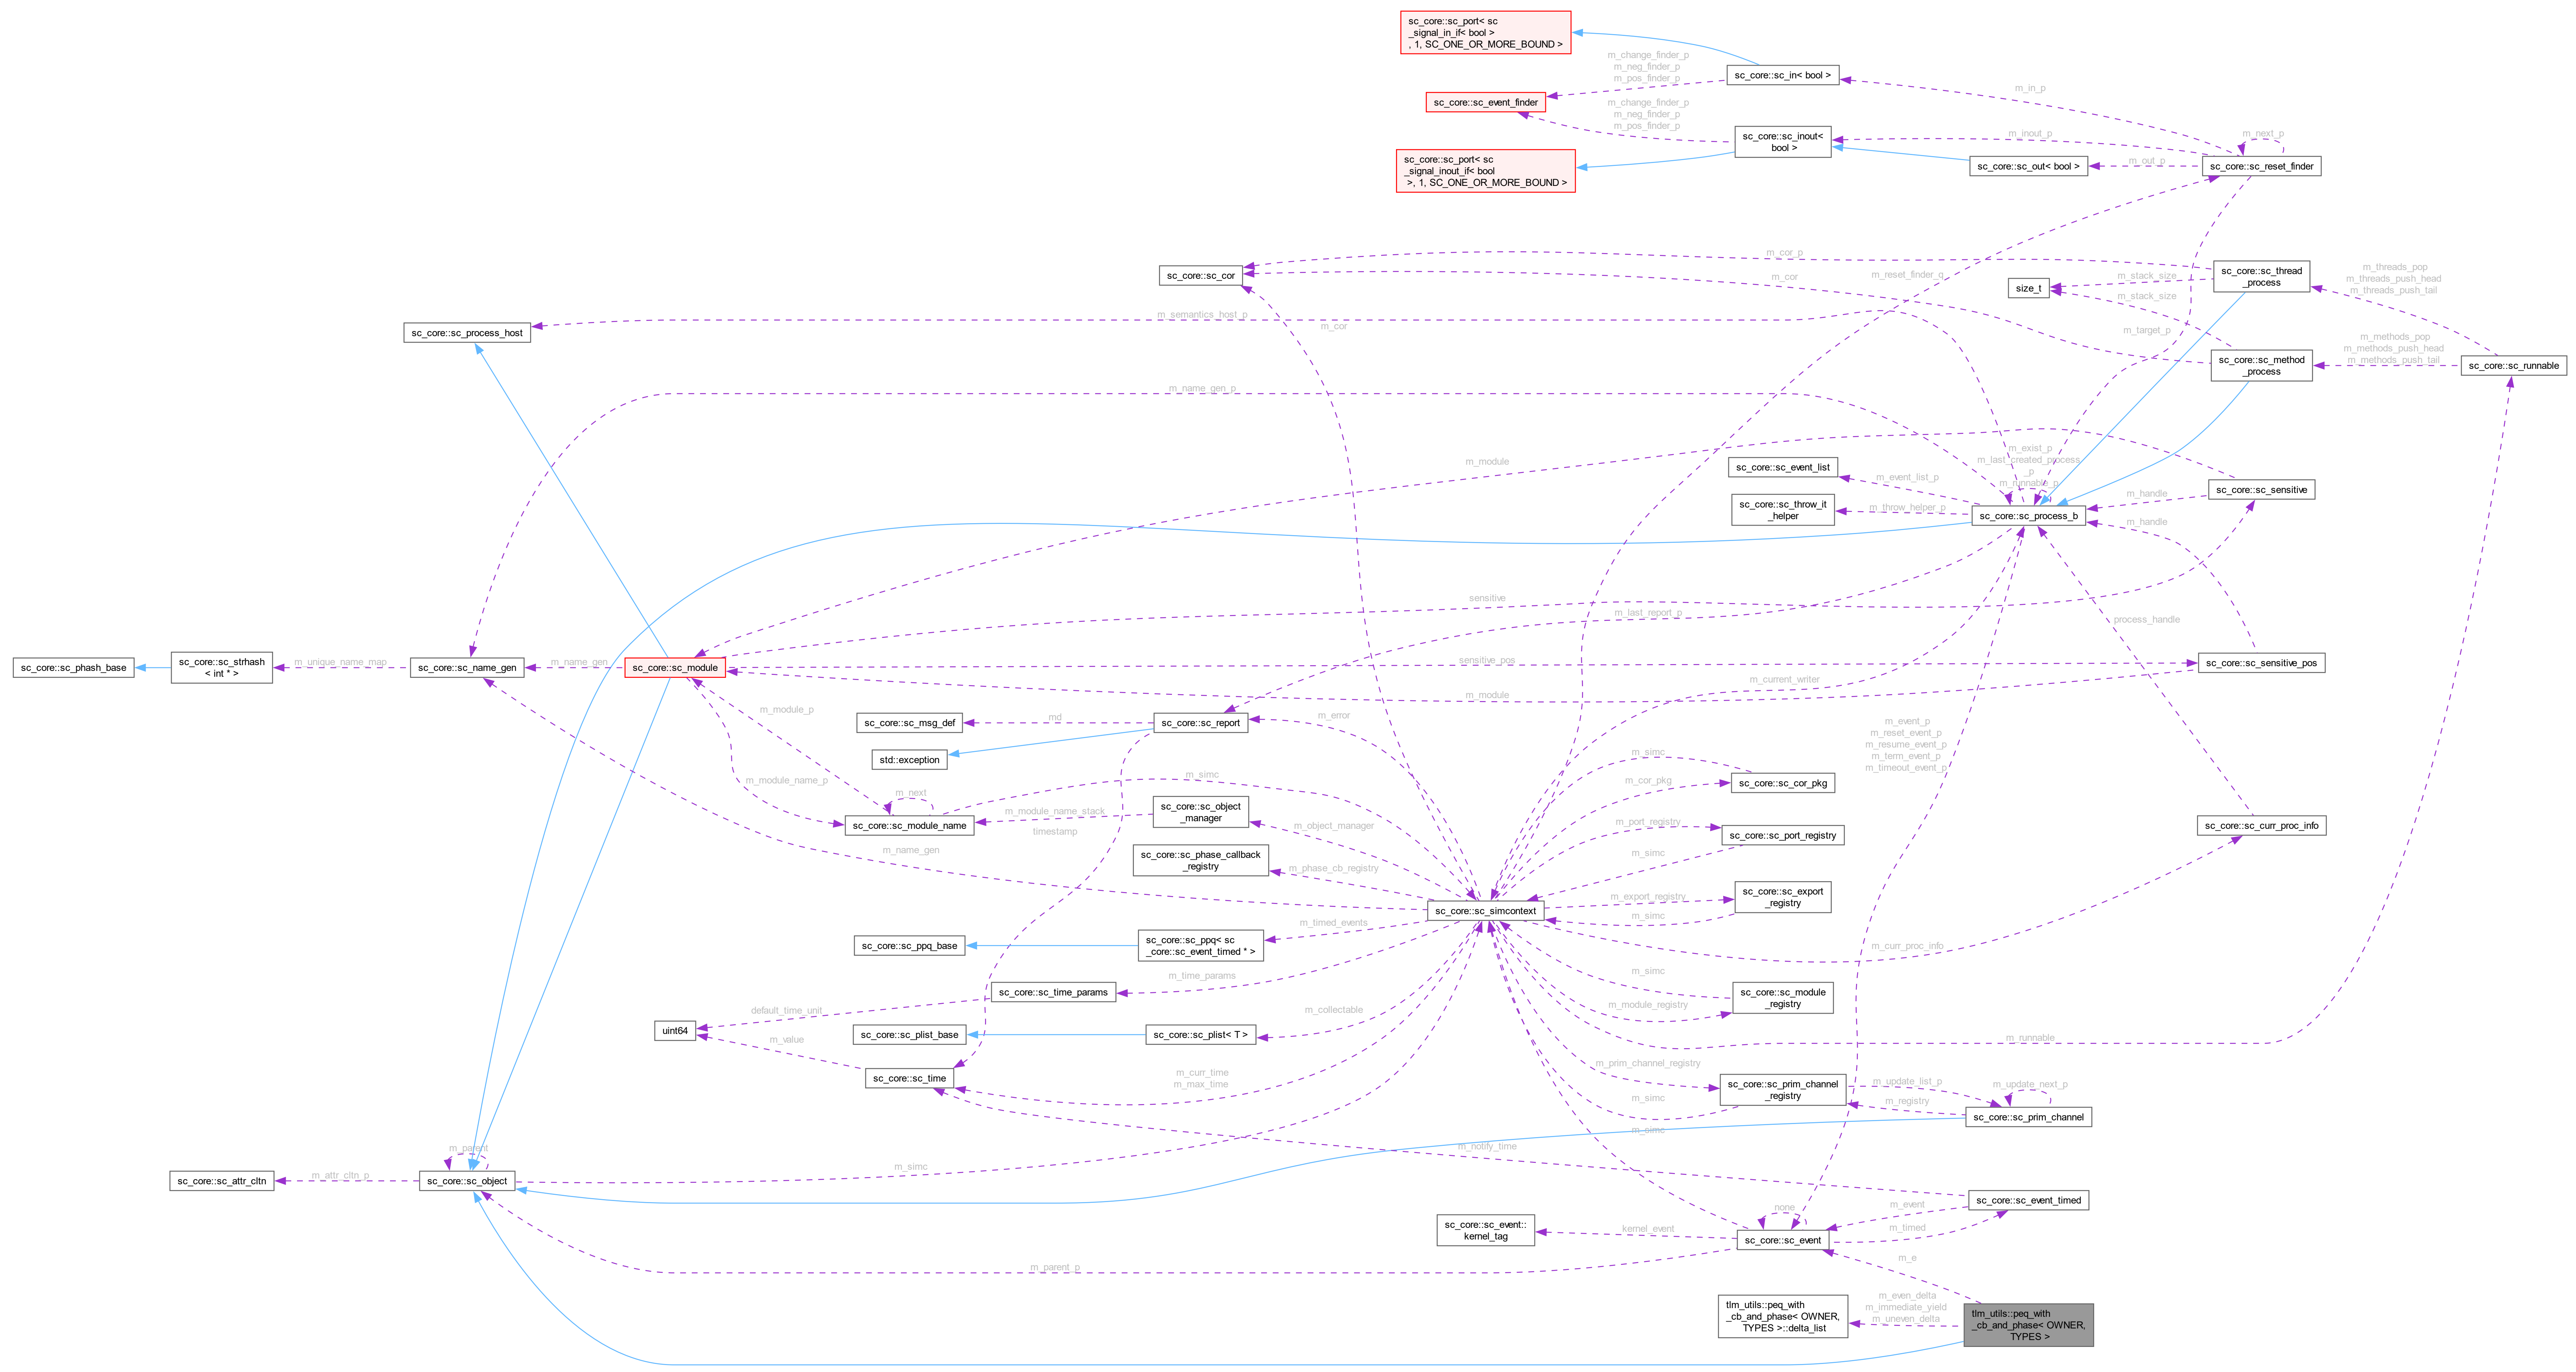 sc_core::sc_port< sc
_signal_in_if< bool >
, 1, SC_ONE_OR_MORE_BOUND >
m_change_finder_p
m_neg_finder_p
m_pos_finder_p
sc_core::sc_in< bool >
m_in_p
sc_core::sc_event_finder
m_change_finder_p
m_neg_finder_p
m_pos_finder_p
sc_core::sc_inout<
bool >
m_inout_p
m_next_p
sc_core::sc_port< sc
_signal_inout_if< bool
>, 1, SC_ONE_OR_MORE_BOUND >
sc_core::sc_out< bool >
m_out_p
sc_core::sc_reset_finder
m_cor_p
sc_core::sc_cor
m_cor
m_reset_finder_q
size_t
m_stack_size
m_stack_size
sc_core::sc_thread
_process
m_threads_pop
m_threads_push_head
m_threads_push_tail
sc_core::sc_process_host
m_semantics_host_p
m_cor
m_target_p
sc_core::sc_method
_process
m_methods_pop
m_methods_push_head
m_methods_push_tail
sc_core::sc_runnable
m_name_gen_p
m_module
sc_core::sc_event_list
m_event_list_p
m_exist_p
m_last_created_process
_p
m_runnable_p
sc_core::sc_sensitive
m_handle
sc_core::sc_throw_it
_helper
m_throw_helper_p
sc_core::sc_process_b
m_handle
sensitive
m_last_report_p
process_handle
sc_core::sc_phash_base
sc_core::sc_strhash
< int * >
m_unique_name_map
sc_core::sc_name_gen
m_name_gen
sc_core::sc_module
sensitive_pos
sc_core::sc_sensitive_pos
m_module
m_current_writer
m_module_p
sc_core::sc_msg_def
md
sc_core::sc_report
m_error
m_event_p
m_reset_event_p
m_resume_event_p
m_term_event_p
m_timeout_event_p
std::exception
m_module_name_p
m_simc
m_simc
m_cor_pkg
sc_core::sc_cor_pkg
m_next
sc_core::sc_module_name
m_module_name_stack
sc_core::sc_object
_manager
m_object_manager
timestamp
m_port_registry
sc_core::sc_port_registry
sc_core::sc_curr_proc_info
m_name_gen
sc_core::sc_phase_callback
_registry
m_phase_cb_registry
m_simc
sc_core::sc_simcontext
m_export_registry
m_simc
sc_core::sc_export
_registry
sc_core::sc_ppq_base
sc_core::sc_ppq< sc
_core::sc_event_timed * >
m_timed_events
m_curr_proc_info
m_time_params
sc_core::sc_time_params
m_simc
m_module_registry
sc_core::sc_module
_registry
default_time_unit
uint64
m_value
sc_core::sc_plist_base
sc_core::sc_plist< T >
m_collectable
m_runnable
sc_core::sc_time
m_curr_time
m_max_time
m_prim_channel_registry
m_simc
sc_core::sc_prim_channel
_registry
m_update_list_p
m_registry
m_update_next_p
sc_core::sc_prim_channel
m_simc
m_notify_time
m_parent
sc_core::sc_attr_cltn
m_attr_cltn_p
sc_core::sc_object
m_simc
sc_core::sc_event_timed
m_event
m_timed
none
sc_core::sc_event::
kernel_tag
kernel_event
sc_core::sc_event
m_parent_p
m_e
tlm_utils::peq_with
_cb_and_phase< OWNER,
TYPES >::delta_list
m_even_delta
m_immediate_yield
m_uneven_delta
tlm_utils::peq_with
_cb_and_phase< OWNER,
TYPES >